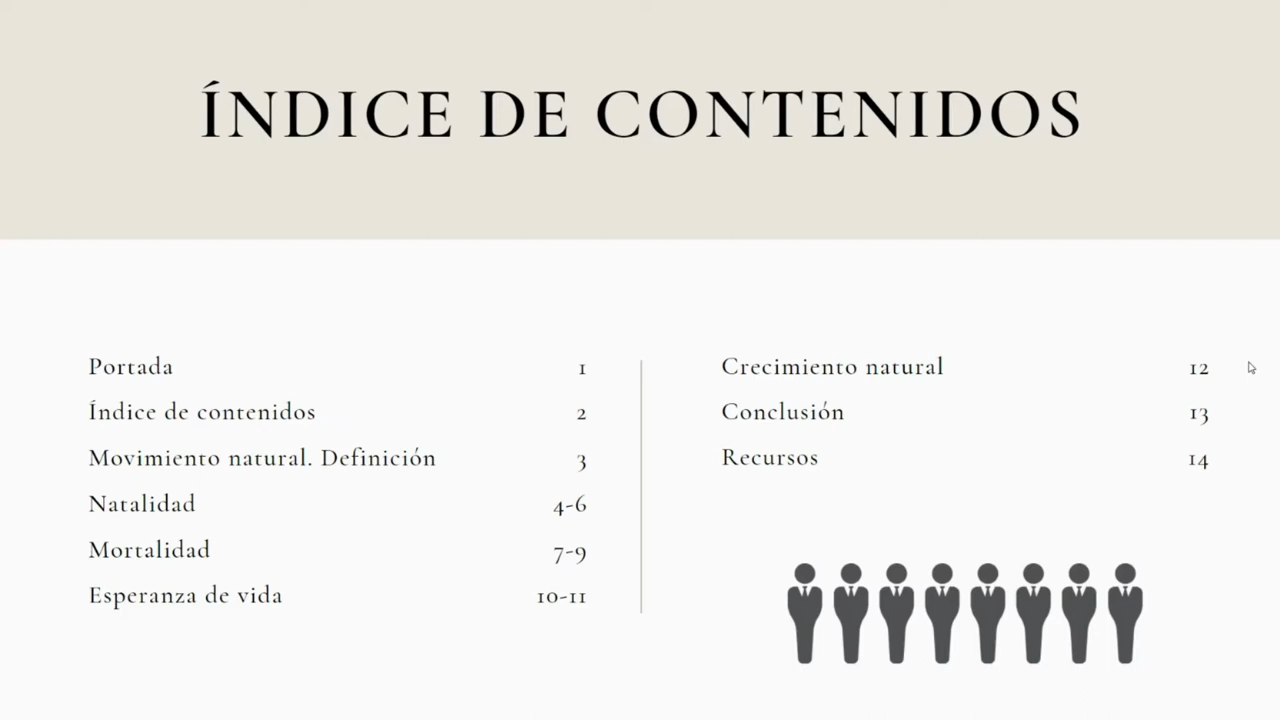 ÍNDICE DE CONTENIDOS
Portada 1
Índice de contenidos 2
Movimiento natural. Definición 3
Natalidad 4-6
Mortalidad 7-9
Esperanza de vida 10-11
Crecimiento natural 12
Conclusión 13
Recursos 14